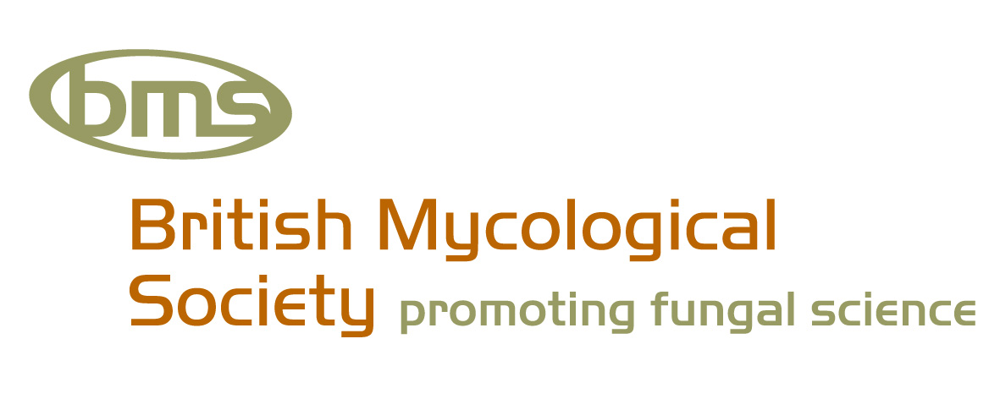 bms
British Mycological
Society promoting fungal science